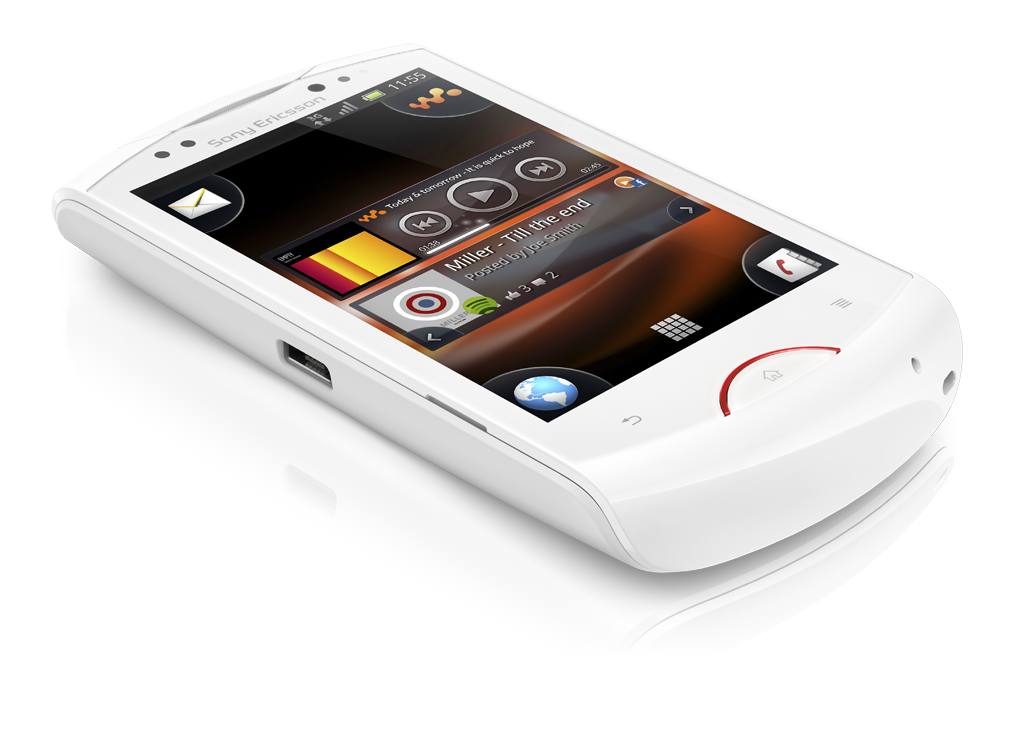 Sony Ericsson
3G
11:55
Today & tomorrow - It is quick to hope
01:38
02:45
Miller - Till the end
Posted by Joe Smith
3
2